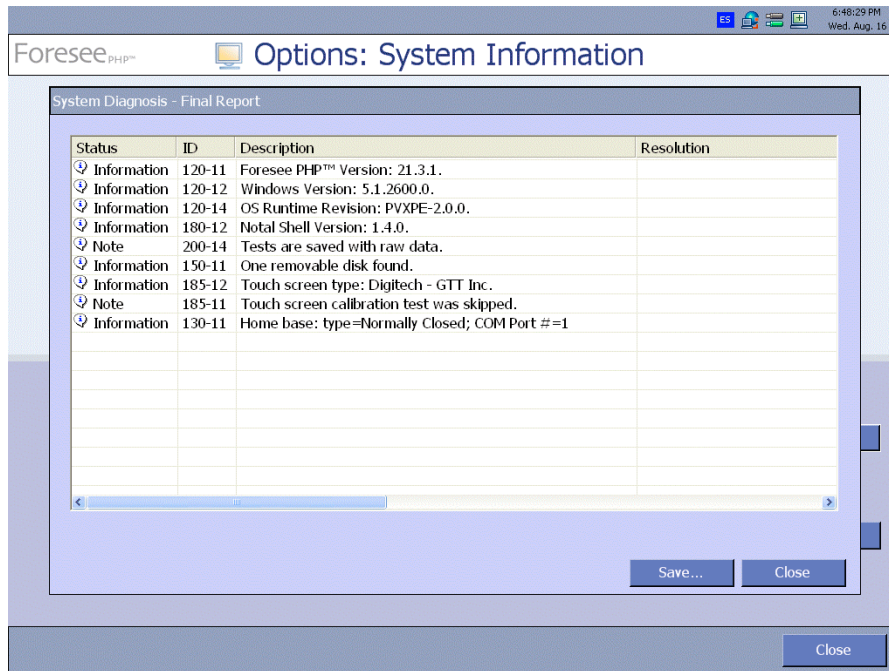 ES
6:48:29 PM
Wed. Aug. 16
Foresee PHP™
Options: System Information
System Diagnosis - Final Report
Status ID Description Resolution
Information 120-11 Foresee PHP™ Version: 21.3.1.
Information 120-12 Windows Version: 5.1.2600.0.
Information 120-14 OS Runtime Revision: PVXPE-2.0.0.
Information 180-12 Notal Shell Version: 1.4.0.
Note 200-14 Tests are saved with raw data.
Information 150-11 One removable disk found.
Information 185-12 Touch screen type: Digitech - GTT Inc.
Note 185-11 Touch screen calibration test was skipped.
Information 130-11 Home base: type=Normally Closed; COM Port #=1
Save... Close
Close